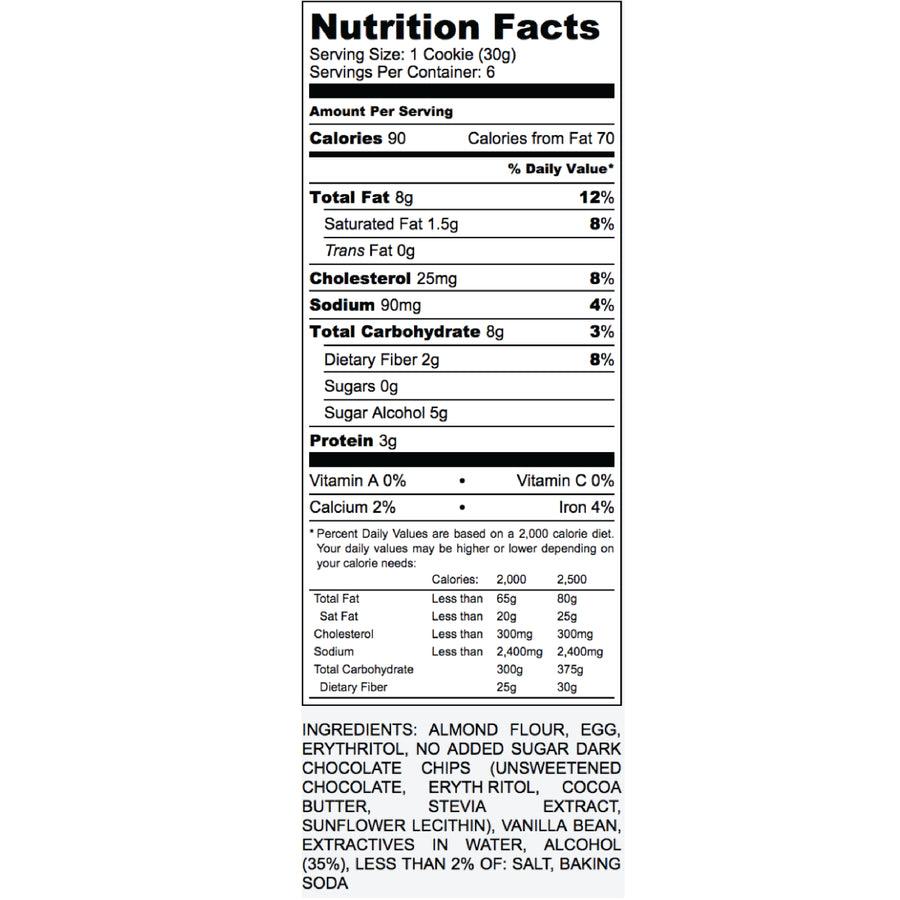 Nutrition Facts
Serving Size: 1 Cookie (30g)
Servings Per Container: 6
Amount Per Serving
Calories 90 Calories from Fat 70
% Daily Value*
Total Fat 8g 12%
Saturated Fat 1.5g 8%
Trans Fat 0g
Cholesterol 25mg 8%
Sodium 90mg 4%
Total Carbohydrate 8g 3%
Dietary Fiber 2g 8%
Sugars 0g
Sugar Alcohol 5g
Protein 3g
Vitamin A 0% • Vitamin C 0%
Calcium 2% • Iron 4%
* Percent Daily Values are based on a 2,000 calorie diet.
Your daily values may be higher or lower depending on
your calorie needs:
Calories: 2,000 2,500
Total Fat Less than 65g 80g
Sat Fat Less than 20g 25g
Cholesterol Less than 300mg 300mg
Sodium Less than 2,400mg 2,400mg
Total Carbohydrate 300g 375g
Dietary Fiber 25g 30g
INGREDIENTS: ALMOND FLOUR, EGG,
ERYTHRITOL, NO ADDED SUGAR DARK
CHOCOLATE CHIPS (UNSWEETENED
CHOCOLATE, ERYTH RITOL, COCOA
BUTTER, STEVIA EXTRACT,
SUNFLOWER LECITHIN), VANILLA BEAN,
EXTRACTIVES IN WATER, ALCOHOL
(35%), LESS THAN 2% OF: SALT, BAKING
SODA